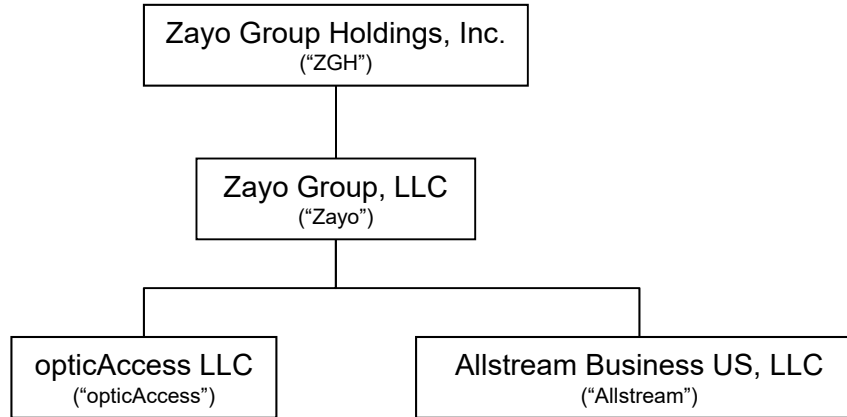 Zayo Group Holdings, Inc.
(“ZGH”)
Zayo Group, LLC
(“Zayo”)
opticAccess LLC
(“opticAccess”)
Allstream Business US, LLC
(“Allstream”)